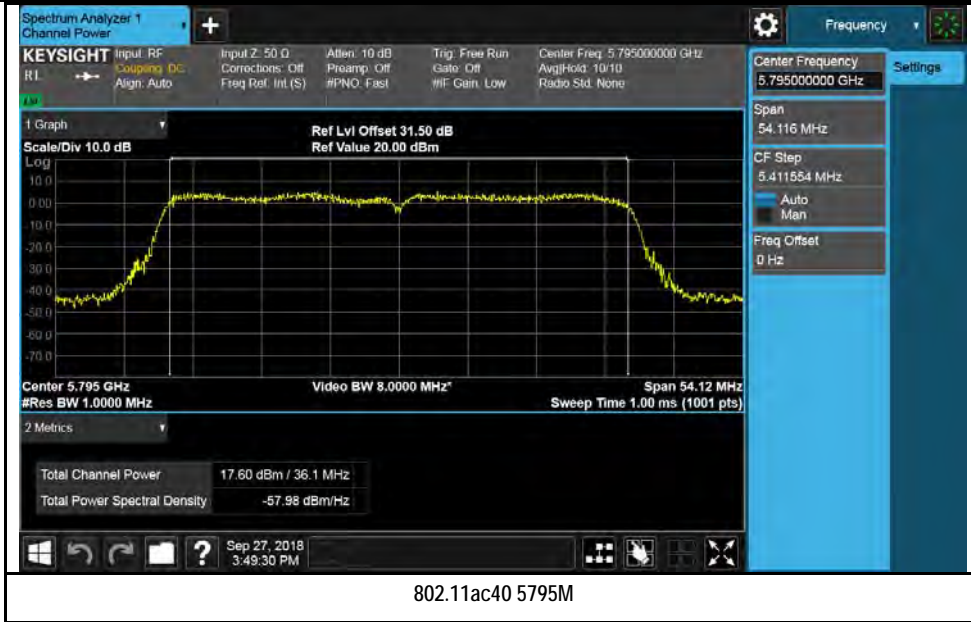 Spectrum Analyzer 1
Channel Power
+
Frequency
KEYSIGHT
RL
Input: RF
Coupling: DC
Align: Auto
Input Z: 50 Ω
Corrections: Off
Freq Ref: Int (S)
Atten: 10 dB
Preamp: Off
#PNO: Fast
Trig: Free Run
Gate: Off
#IF Gain: Low
Center Freq: 5.795000000 GHz
Avg|Hold: 10/10
Radio Std: None
Center Frequency
5.795000000 GHz
Settings
Span
54.116 MHz
CF Step
5.411554 MHz
Auto
Man
Freq Offset
0 Hz
1 Graph
Scale/Div 10.0 dB
Ref Lvl Offset 31.50 dB
Ref Value 20.00 dBm
Log
10.0
0.00
-10.0
-20.0
-30.0
-40.0
-50.0
-60.0
-70.0
Center 5.795 GHz
#Res BW 1.0000 MHz
Video BW 8.0000 MHz*
Span 54.12 MHz
Sweep Time 1.00 ms (1001 pts)
2 Metrics
Total Channel Power 17.60 dBm / 36.1 MHz
Total Power Spectral Density -57.98 dBm/Hz
?
Sep 27, 2018
3:49:30 PM
802.11ac40 5795M